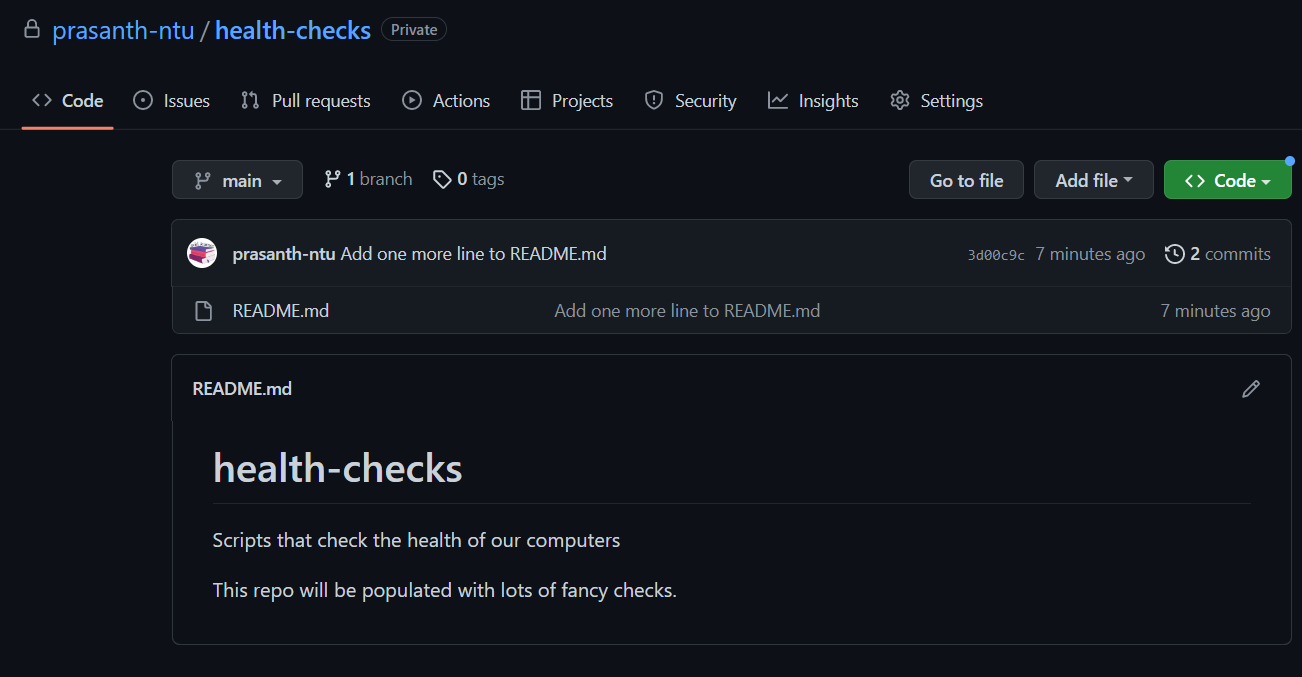 prasanth-ntu / health-checks Private
Code Issues Pull requests Actions Projects Security Insights Settings
main 1 branch 0 tags Go to file Add file Code
prasanth-ntu Add one more line to README.md 3d00c9c 7 minutes ago 2 commits
README.md Add one more line to README.md 7 minutes ago
README.md
health-checks
Scripts that check the health of our computers
This repo will be populated with lots of fancy checks.